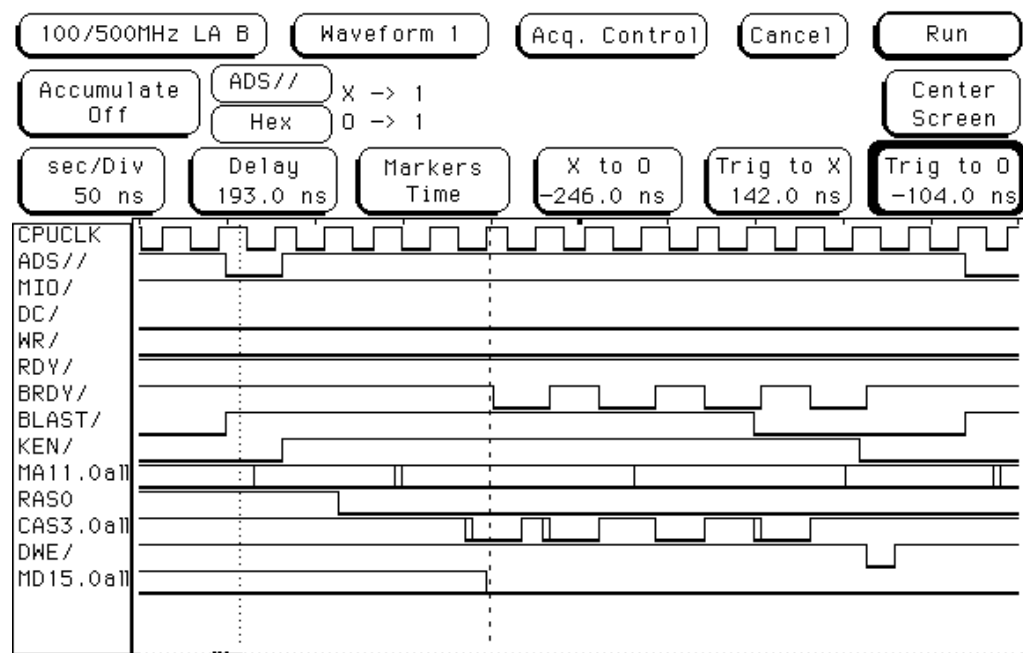 100/500MHz LA B Waveform 1 Acq. Control Cancel Run
Accumulate
Off
ADS//
Hex
X -> 1
O -> 1
Center
Screen
sec/Div
50 ns
Delay
193.0 ns
Markers
Time
X to O
-246.0 ns
Trig to X
142.0 ns
Trig to O
-104.0 ns
CPUCLK
ADS//
MIO/
DC/
WR/
RDY/
BRDY/
BLAST/
KEN/
MA11.0all
RAS0
CAS3.0all
DWE/
MD15.0all